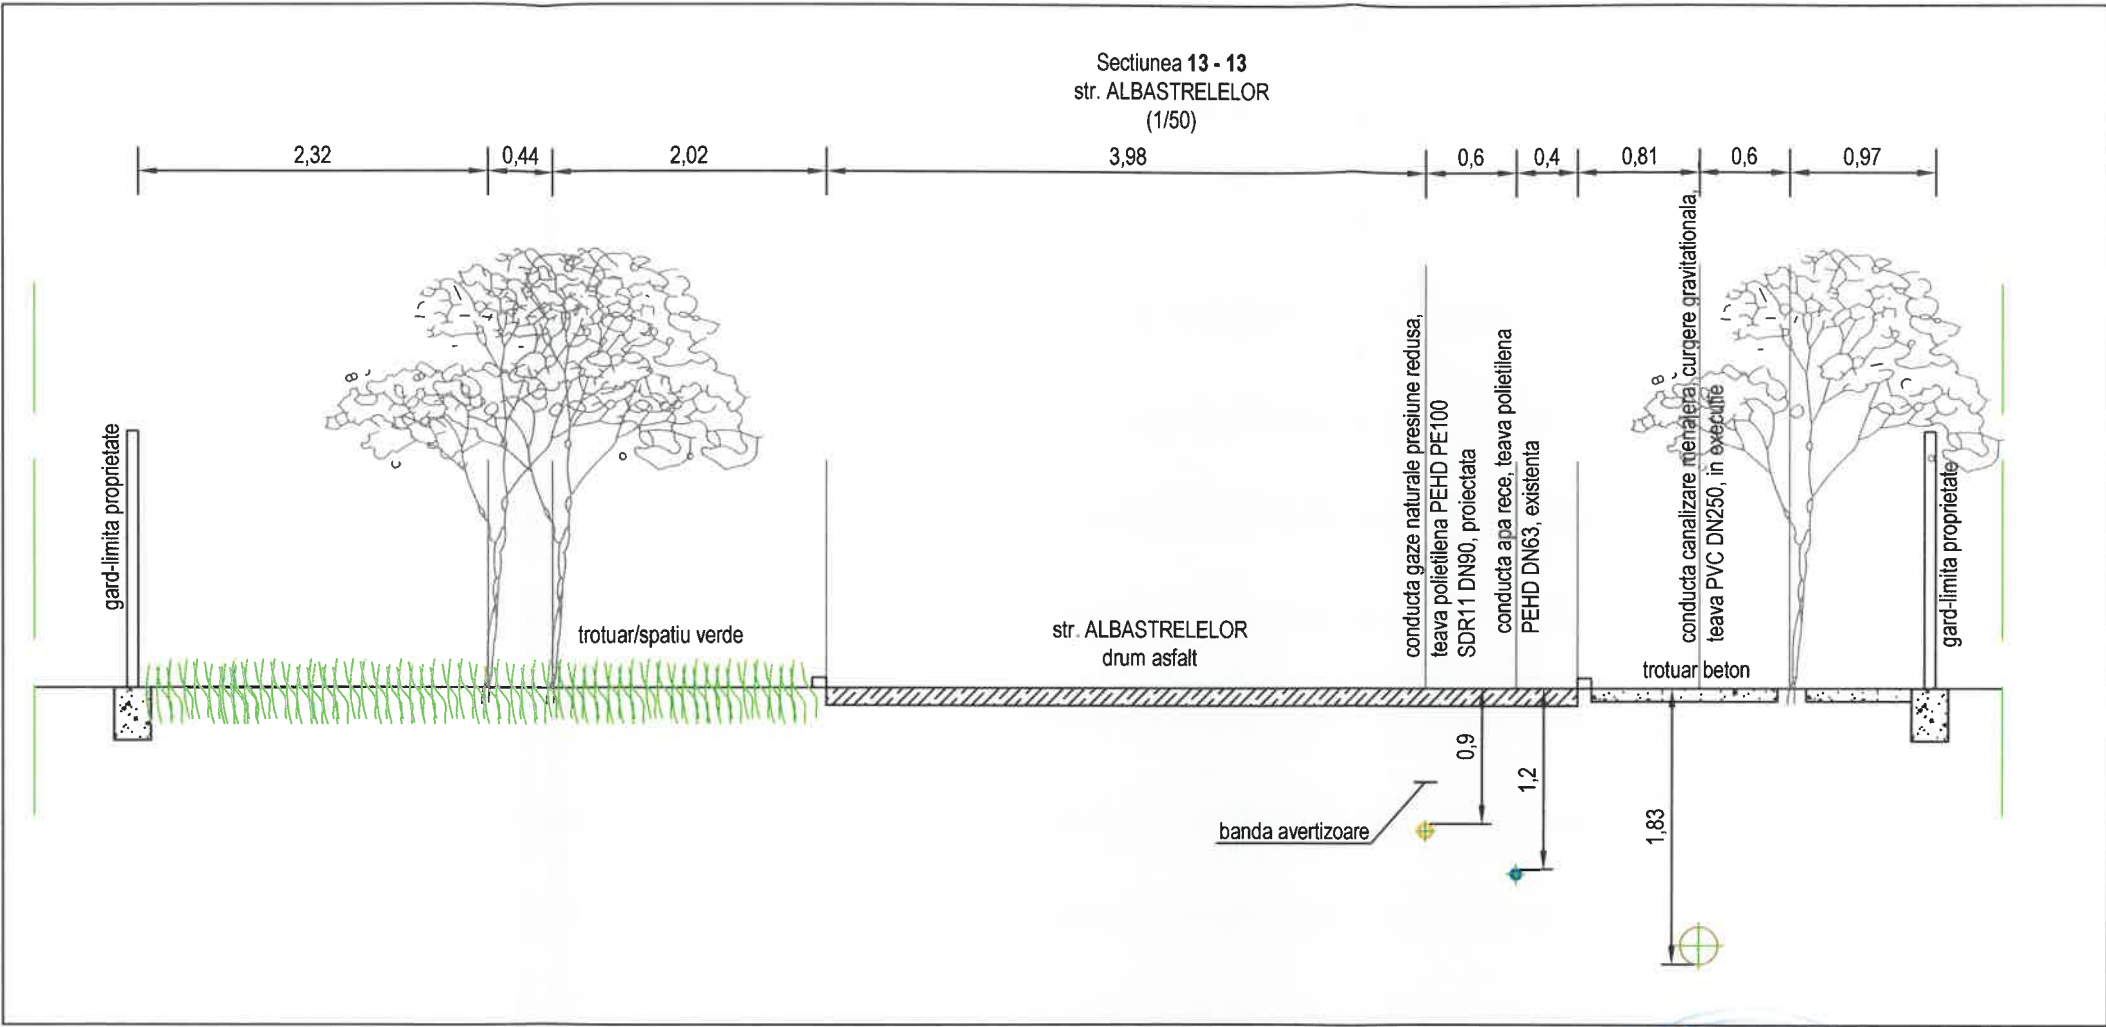 Sectiunea 13 - 13
str. ALBASTRELELOR
(1/50)
2,32
0,44
2,02
3,98
0,6
0,4
0,81
0,6
0,97
gard-limita proprietate
trotuar/spatiu verde
str. ALBASTRELELOR
drum asfalt
conducta gaze naturale presiune redusa,
teava polietilena PEHD PE100
SDR11 DN90, proiectata
conducta apa rece, teava polietilena
PEHD DN63, existenta
conducta canalizare menajera, curgere gravitationala,
teava PVC DN250, in executie
trotuar beton
gard-limita proprietate
0,9
1,2
1,83
banda avertizoare